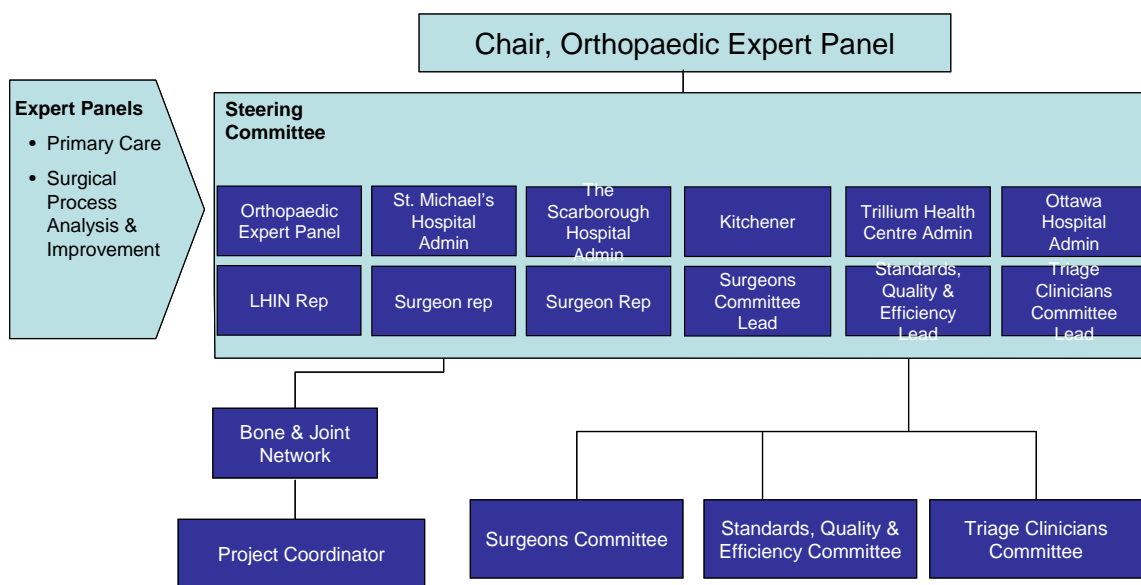 Chair, Orthopaedic Expert Panel
Expert Panels
• Primary Care
• Surgical
Process
Analysis &
Improvement
Steering
Committee
Orthopaedic
Expert Panel
St. Michael's
Hospital
Admin
The
Scarborough
Hospital
Admin
Kitchener
Trillium Health
Centre Admin
Ottawa
Hospital
Admin
LHIN Rep
Surgeon rep
Surgeon Rep
Surgeons
Committee
Lead
Standards,
Quality &
Efficiency
Lead
Triage
Clinicians
Committee
Lead
Bone & Joint
Network
Project Coordinator
Surgeons Committee
Standards, Quality &
Efficiency Committee
Triage Clinicians
Committee